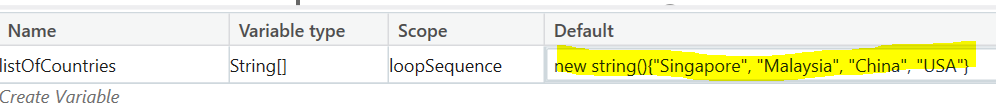 Name Variable type Scope Default
listOfCountries String[] loopSequence new string(){"Singapore", "Malaysia", "China", "USA"}
Create Variable